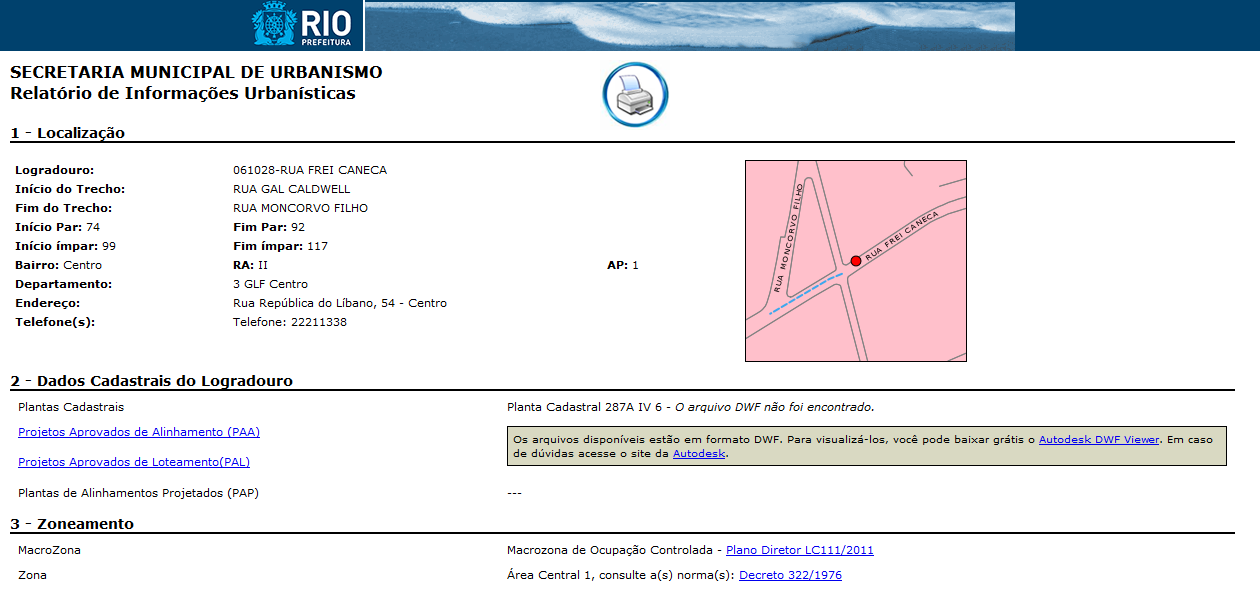 RIO
PREFEITURA
SECRETARIA MUNICIPAL DE URBANISMO
Relatório de Informações Urbanísticas
1 - Localização
Logradouro: 061028-RUA FREI CANECA
Início do Trecho: RUA GAL CALDWELL
Fim do Trecho: RUA MONCORVO FILHO
Início Par: 74 Fim Par: 92
Início ímpar: 99 Fim ímpar: 117
Bairro: Centro RA: II AP: 1
Departamento: 3 GLF Centro
Endereço: Rua República do Líbano, 54 - Centro
Telefone(s): Telefone: 22211338
RUA MONCORVO FILHO
RUA FREI CANECA
2 - Dados Cadastrais do Logradouro
Plantas Cadastrais Planta Cadastral 287A IV 6 - O arquivo DWF não foi encontrado.
Projetos Aprovados de Alinhamento (PAA)
Os arquivos disponíveis estão em formato DWF. Para visualizá-los, você pode baixar grátis o Autodesk DWF Viewer. Em caso
de dúvidas acesse o site da Autodesk.
Projetos Aprovados de Loteamento(PAL)
Plantas de Alinhamentos Projetados (PAP) ---
3 - Zoneamento
MacroZona Macrozona de Ocupação Controlada - Plano Diretor LC111/2011
Zona Área Central 1, consulte a(s) norma(s): Decreto 322/1976